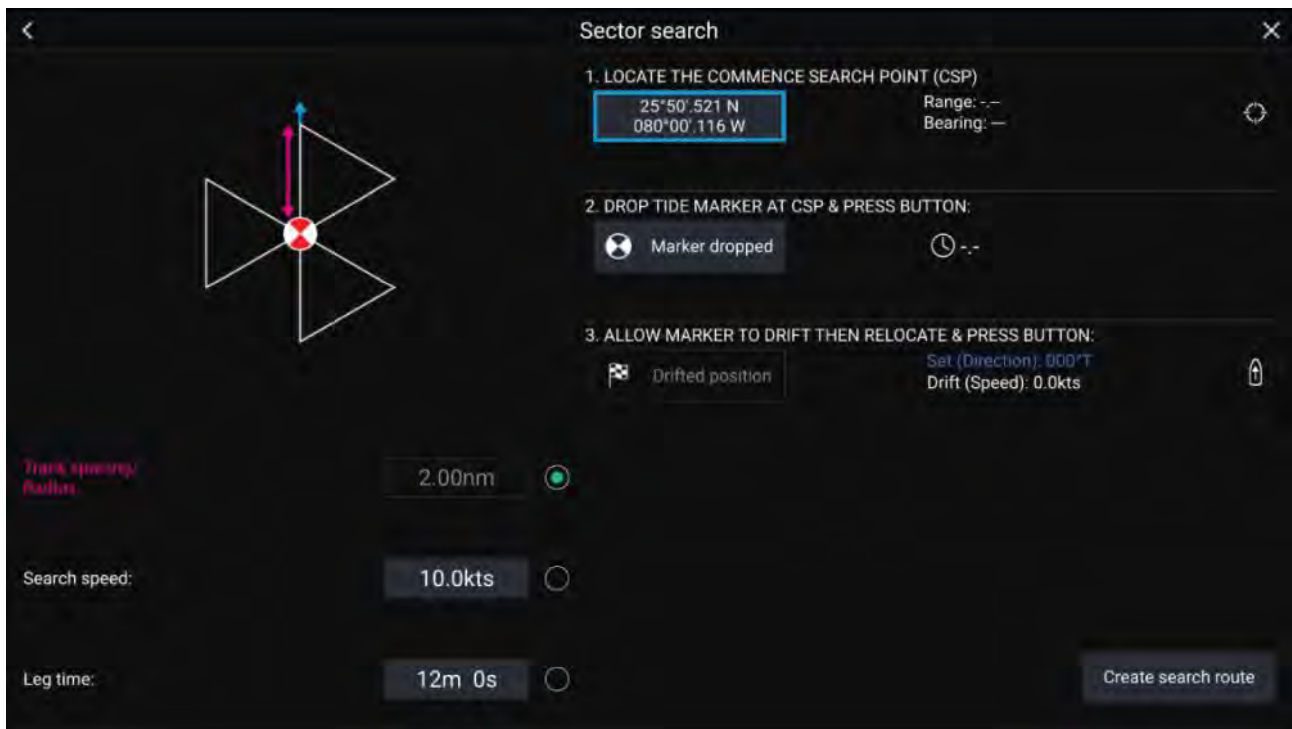 Sector search
1. LOCATE THE COMMENCE SEARCH POINT (CSP)
25°50'.521 N
080°00'.116 W
Range: -.--
Bearing: ---
2. DROP TIDE MARKER AT CSP & PRESS BUTTON:
Marker dropped
-.-
3. ALLOW MARKER TO DRIFT THEN RELOCATE & PRESS BUTTON:
Drifted position
Set (Direction): 000°T
Drift (Speed): 0.0kts
Track spacing/
Radius:
2.00nm
Search speed:
10.0kts
Leg time:
12m 0s
Create search route